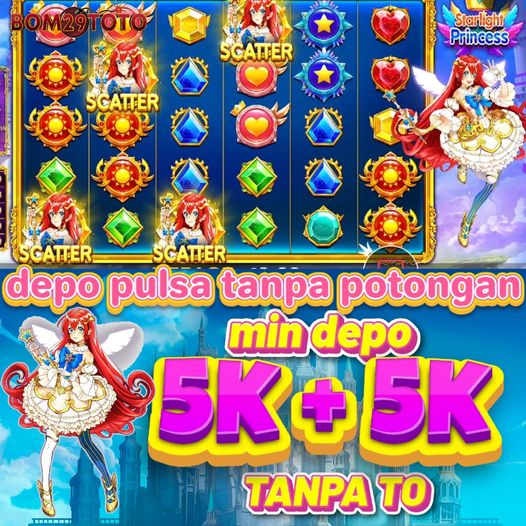 BOM29TOTO
SCATTER
Starlight
Princess
SCATTER
SCATTER
SCATTER
depo pulsa tanpa potongan
min depo
5K + 5K
TANPA TO